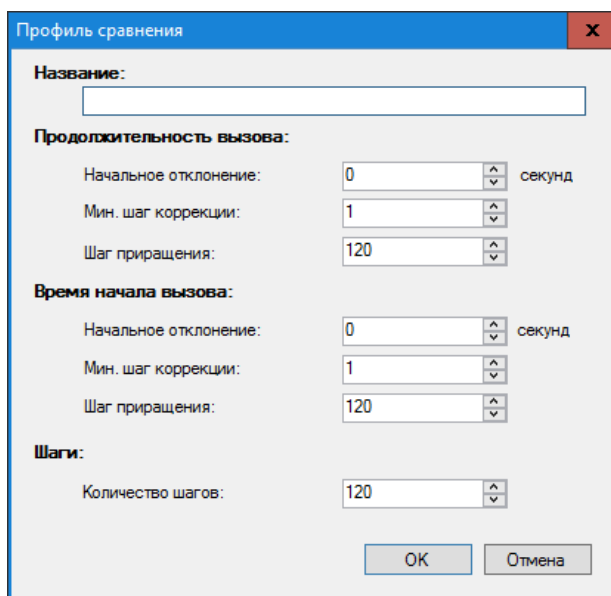 Профиль сравнения x
Название:
Продолжительность вызова:
Начальное отклонение: 0 секунд
Мин. шаг коррекции: 1
Шаг приращения: 120
Время начала вызова:
Начальное отклонение: 0 секунд
Мин. шаг коррекции: 1
Шаг приращения: 120
Шаги:
Количество шагов: 120
OK Отмена